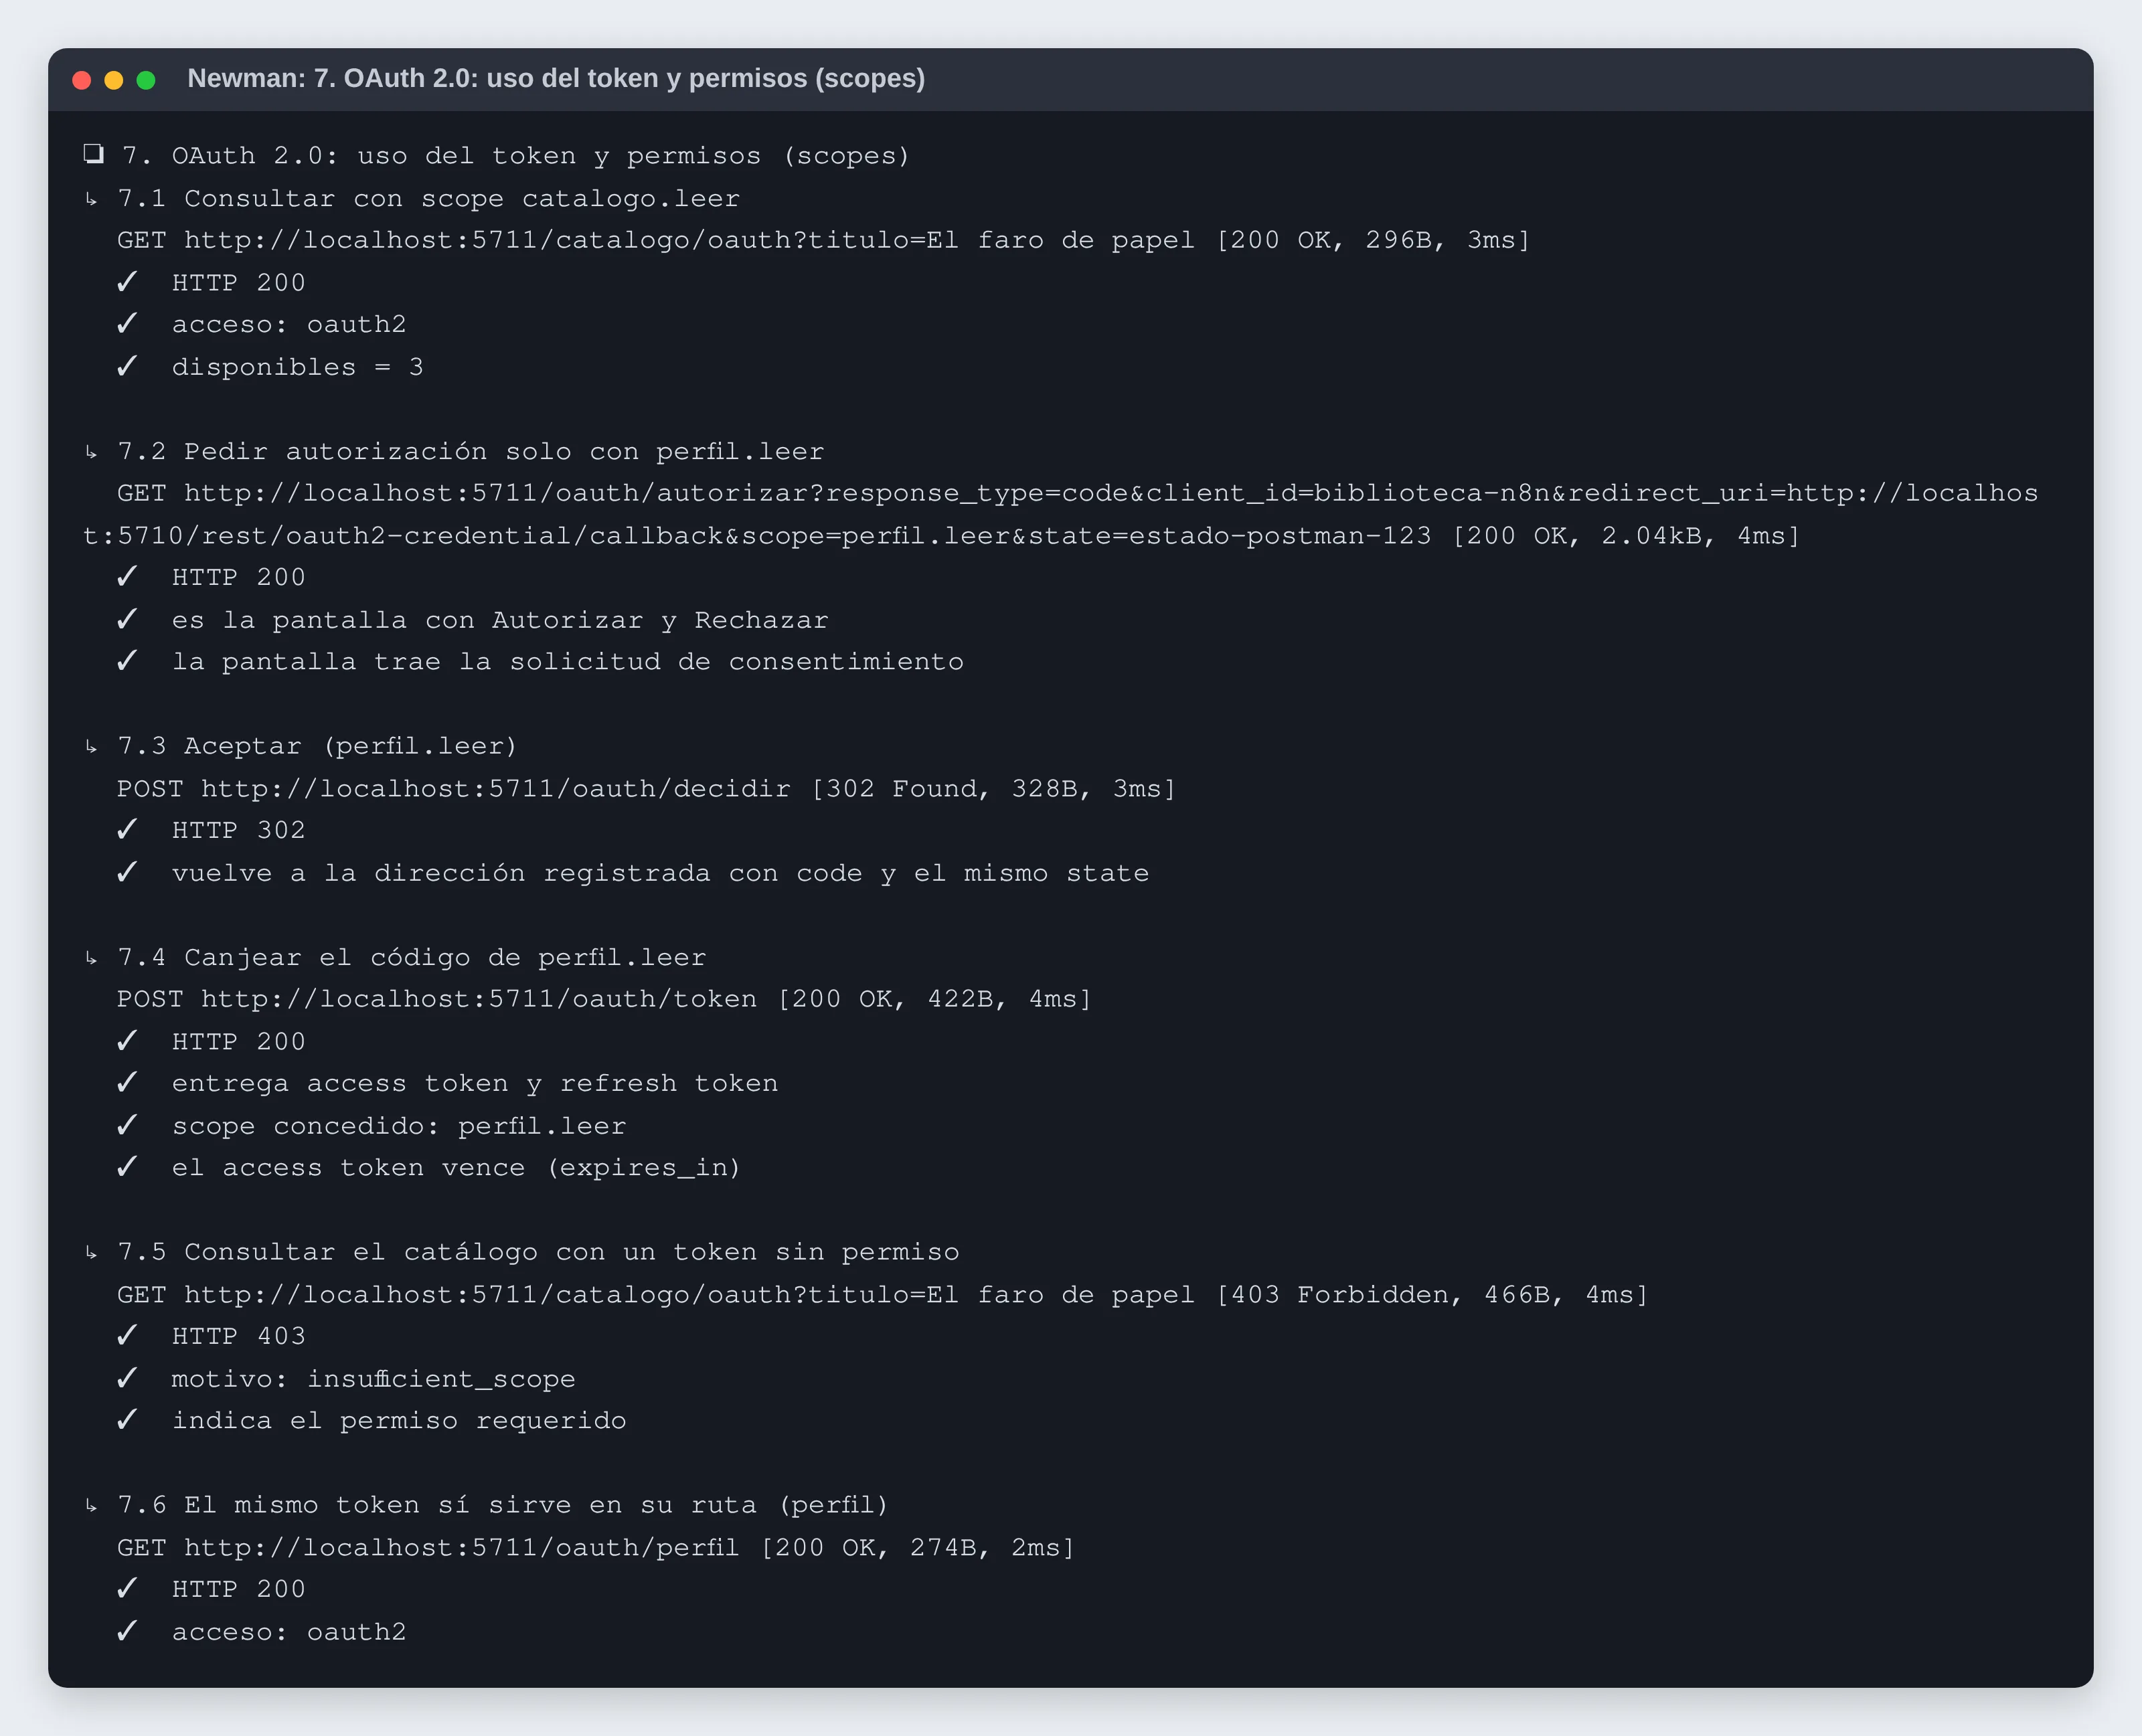 Newman: 7. OAuth 2.0: uso del token y permisos (scopes)
❏ 7. OAuth 2.0: uso del token y permisos (scopes)
↳ 7.1 Consultar con scope catalogo.leer
GET http://localhost:5711/catalogo/oauth?titulo=El faro de papel [200 OK, 296B, 3ms]
✓ HTTP 200
✓ acceso: oauth2
✓ disponibles = 3
↳ 7.2 Pedir autorización solo con perfil.leer
GET http://localhost:5711/oauth/autorizar?response_type=code&client_id=biblioteca-n8n&redirect_uri=http://localhos
t:5710/rest/oauth2-credential/callback&scope=perfil.leer&state=estado-postman-123 [200 OK, 2.04kB, 4ms]
✓ HTTP 200
✓ es la pantalla con Autorizar y Rechazar
✓ la pantalla trae la solicitud de consentimiento
↳ 7.3 Aceptar (perfil.leer)
POST http://localhost:5711/oauth/decidir [302 Found, 328B, 3ms]
✓ HTTP 302
✓ vuelve a la dirección registrada con code y el mismo state
↳ 7.4 Canjear el código de perfil.leer
POST http://localhost:5711/oauth/token [200 OK, 422B, 4ms]
✓ HTTP 200
✓ entrega access token y refresh token
✓ scope concedido: perfil.leer
✓ el access token vence (expires_in)
↳ 7.5 Consultar el catálogo con un token sin permiso
GET http://localhost:5711/catalogo/oauth?titulo=El faro de papel [403 Forbidden, 466B, 4ms]
✓ HTTP 403
✓ motivo: insufficient_scope
✓ indica el permiso requerido
↳ 7.6 El mismo token sí sirve en su ruta (perfil)
GET http://localhost:5711/oauth/perfil [200 OK, 274B, 2ms]
✓ HTTP 200
✓ acceso: oauth2